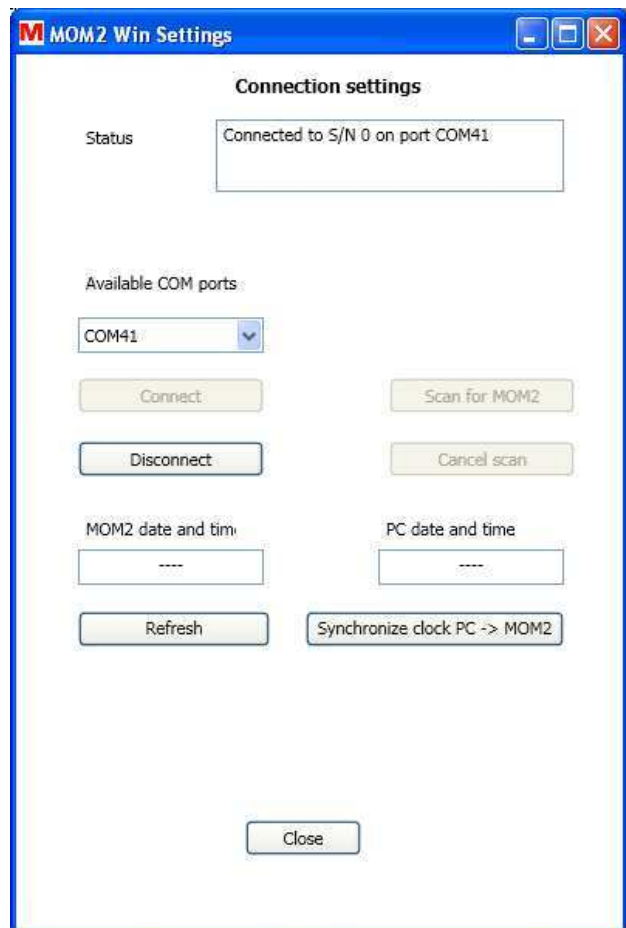 M MOM2 Win Settings
Connection settings
Status
Connected to S/N 0 on port COM41
Available COM ports
COM41
Connect
Scan for MOM2
Disconnect
Cancel scan
MOM2 date and tim
PC date and time
----
----
Refresh
Synchronize clock PC -> MOM2
Close